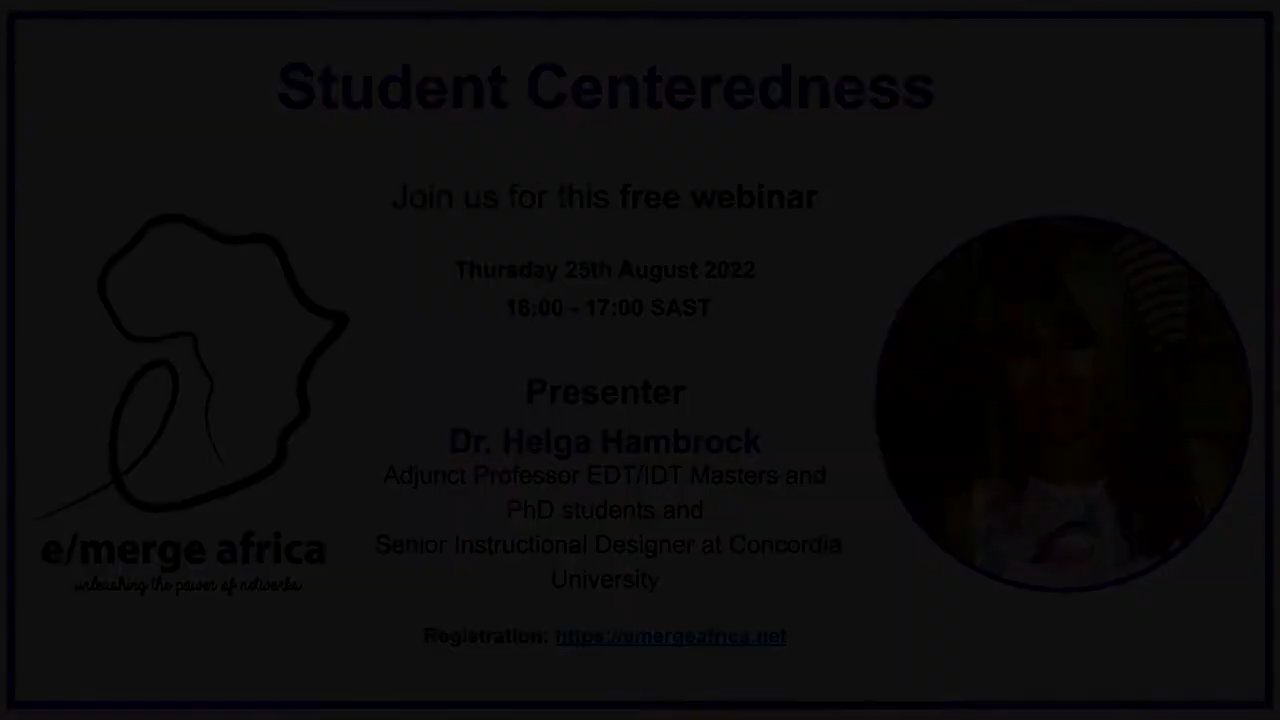 Student Centeredness
Join us for this free webinar
Thursday 25th August 2022
16:00 - 17:00 SAST
Presenter
Dr. Helga Hambrock
Adjunct Professor EDT/IDT Masters and
PhD students and
Senior Instructional Designer at Concordia
University
e/merge africa
unleashing the power of networks
Registration: https://emergeafrica.net